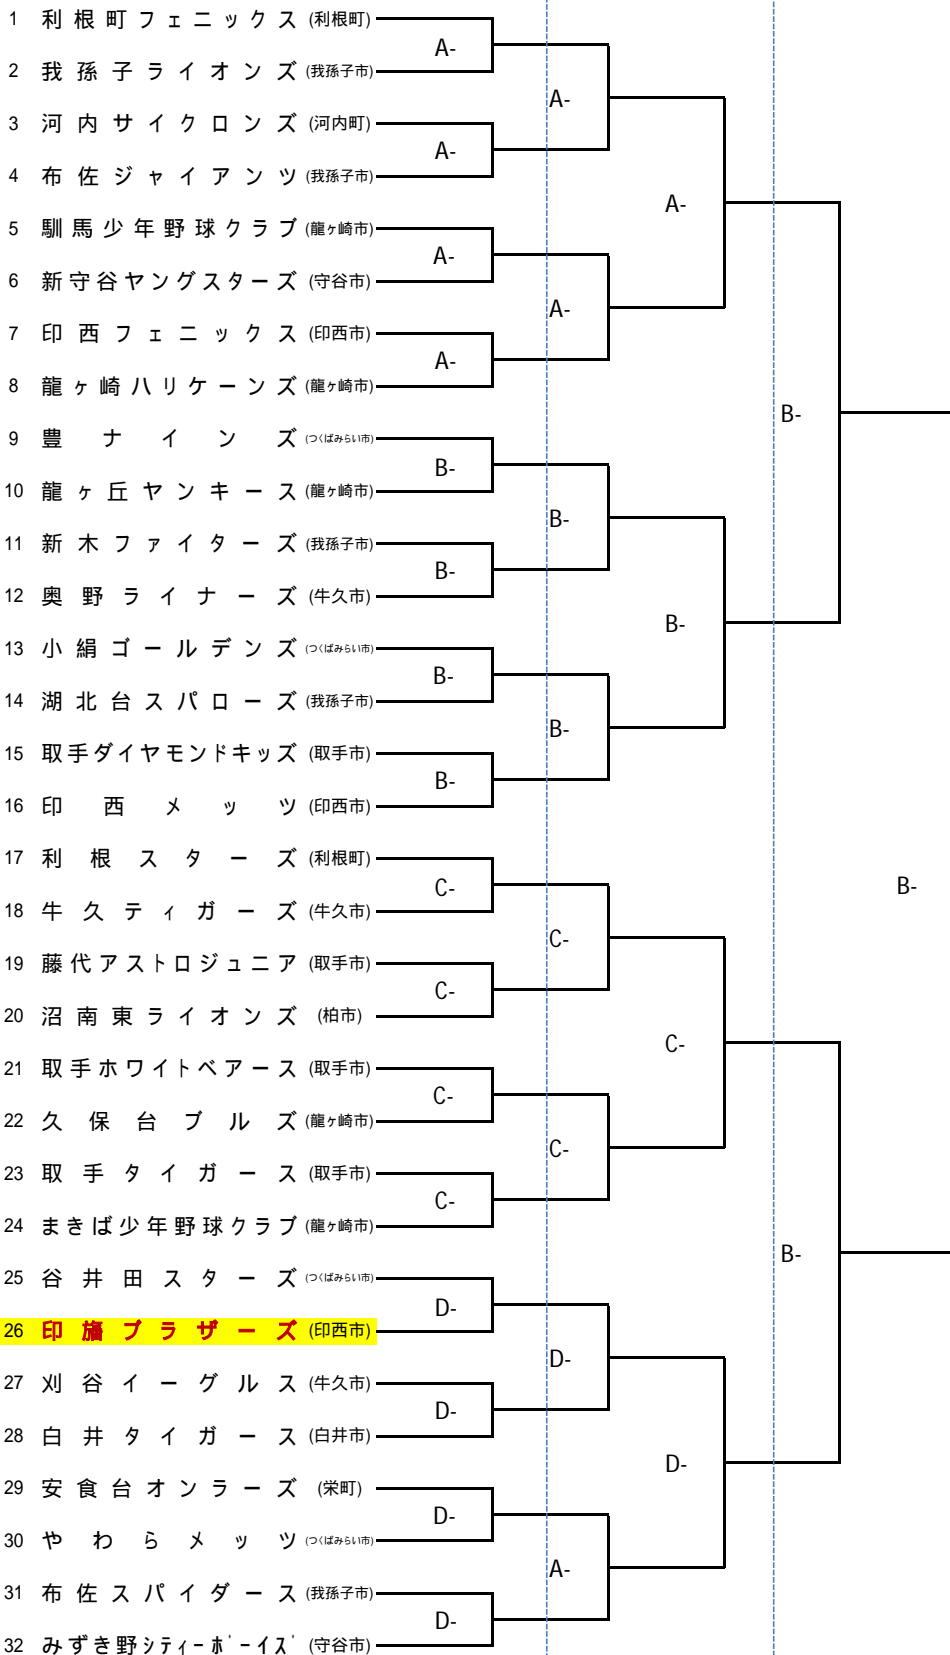 1 利根町フェニックス (利根町)
A-
2 我孫子ライオンズ (我孫子市)
A-
3 河内サイクロンズ (河内町)
A-
4 布佐ジャイアンツ (我孫子市)
A-
5 馴馬少年野球クラブ (龍ヶ崎市)
A-
6 新守谷ヤングスターズ (守谷市)
A-
7 印西フェニックス (印西市)
A-
8 龍ヶ崎ハリケーンズ (龍ヶ崎市)
B-
9 豊ナインズ (つくばみらい市)
B-
10 龍ヶ丘ヤンキース (龍ヶ崎市)
B-
11 新木ファイターズ (我孫子市)
B-
12 奥野ライナーズ (牛久市)
B-
13 小絹ゴールデンズ (つくばみらい市)
B-
14 湖北台スパローズ (我孫子市)
B-
15 取手ダイヤモンドキッズ (取手市)
B-
16 印西メッツ (印西市)
17 利根スターズ (利根町)
C-
B-
18 牛久ティガーズ (牛久市)
C-
19 藤代アストロジュニア (取手市)
C-
20 沼南東ライオンズ (柏市)
C-
21 取手ホワイトベアース (取手市)
C-
22 久保台ブルズ (龍ヶ崎市)
C-
23 取手タイガース (取手市)
C-
24 まきば少年野球クラブ (龍ヶ崎市)
B-
25 谷井田スターズ (つくばみらい市)
D-
26 印旛ブラザーズ (印西市)
D-
27 刈谷イーグルス (牛久市)
D-
28 白井タイガース (白井市)
D-
29 安食台オンラーズ (栄町)
D-
30 やわらメッツ (つくばみらい市)
A-
31 布佐スパイダース (我孫子市)
D-
32 みずき野シティーボーイズ (守谷市)